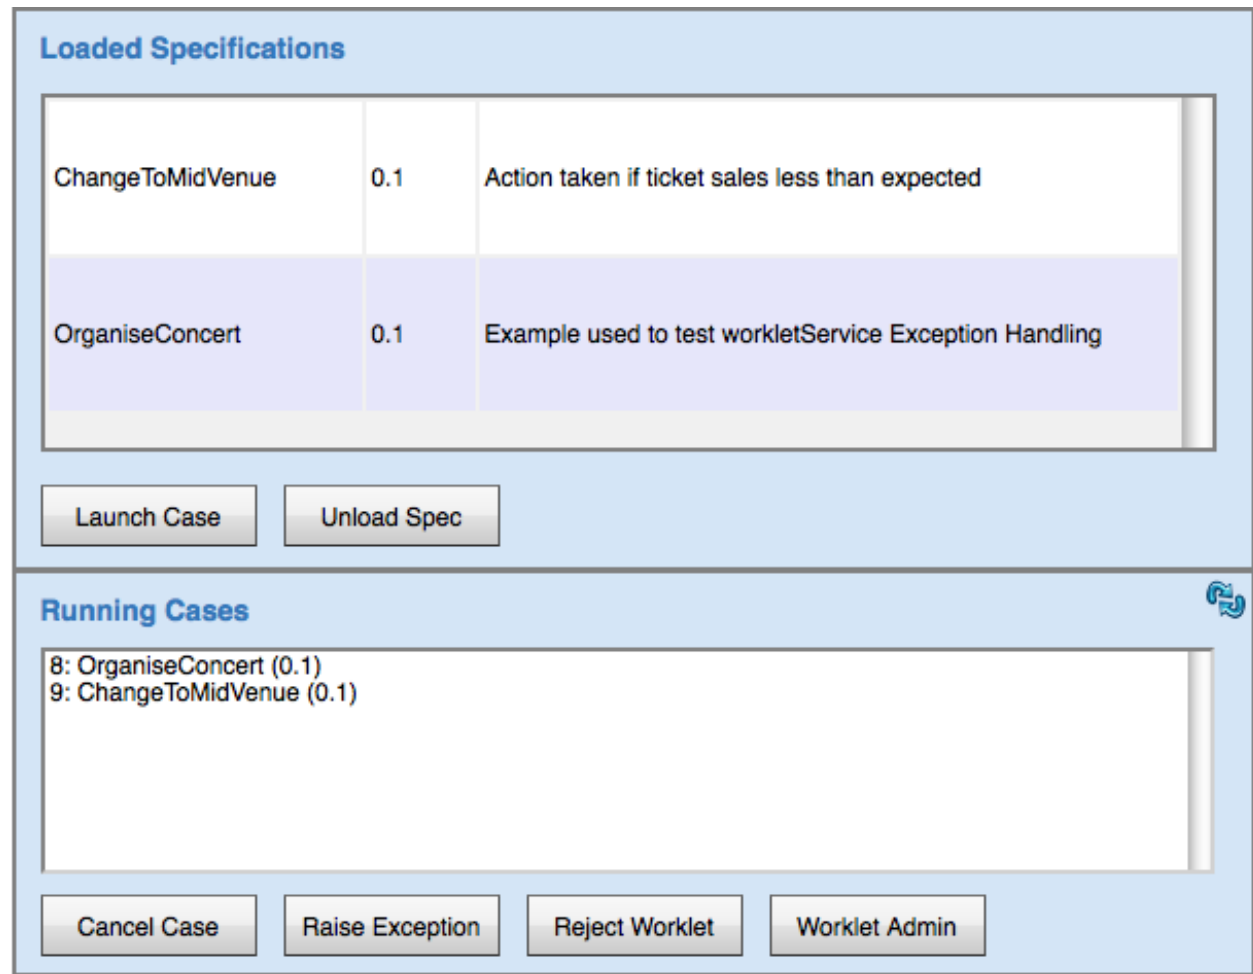 Loaded Specifications
ChangeToMidVenue 0.1 Action taken if ticket sales less than expected
OrganiseConcert 0.1 Example used to test workletService Exception Handling
Launch Case Unload Spec
Running Cases
8: OrganiseConcert (0.1)
9: ChangeToMidVenue (0.1)
Cancel Case Raise Exception Reject Worklet Worklet Admin